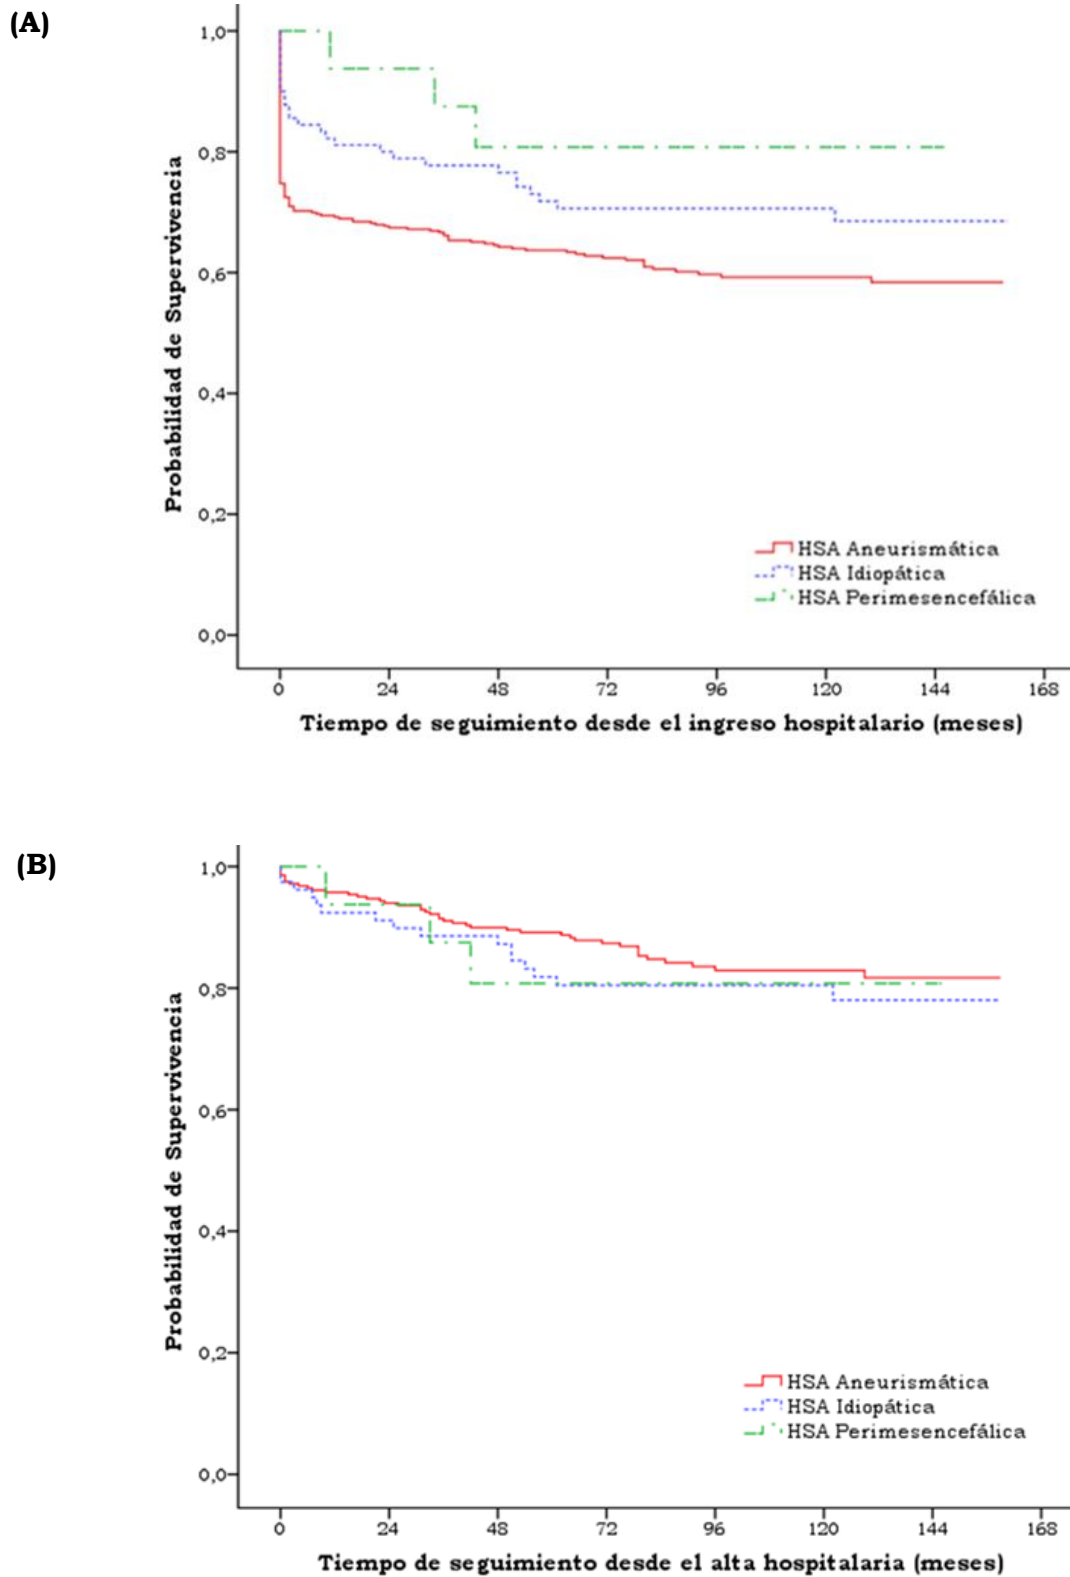 (A)
Probabilidad de Supervivencia
1,0
0,8
0,6
0,4
0,2
0,0
HSA Aneurismática
HSA Idiopática
HSA Perimesencefálica
0 24 48 72 96 120 144 168
Tiempo de seguimiento desde el ingreso hospitalario (meses)
(B)
Probabilidad de Supervivencia
1,0
0,8
0,6
0,4
0,2
0,0
HSA Aneurismática
HSA Idiopática
HSA Perimesencefálica
0 24 48 72 96 120 144 168
Tiempo de seguimiento desde el alta hospitalaria (meses)